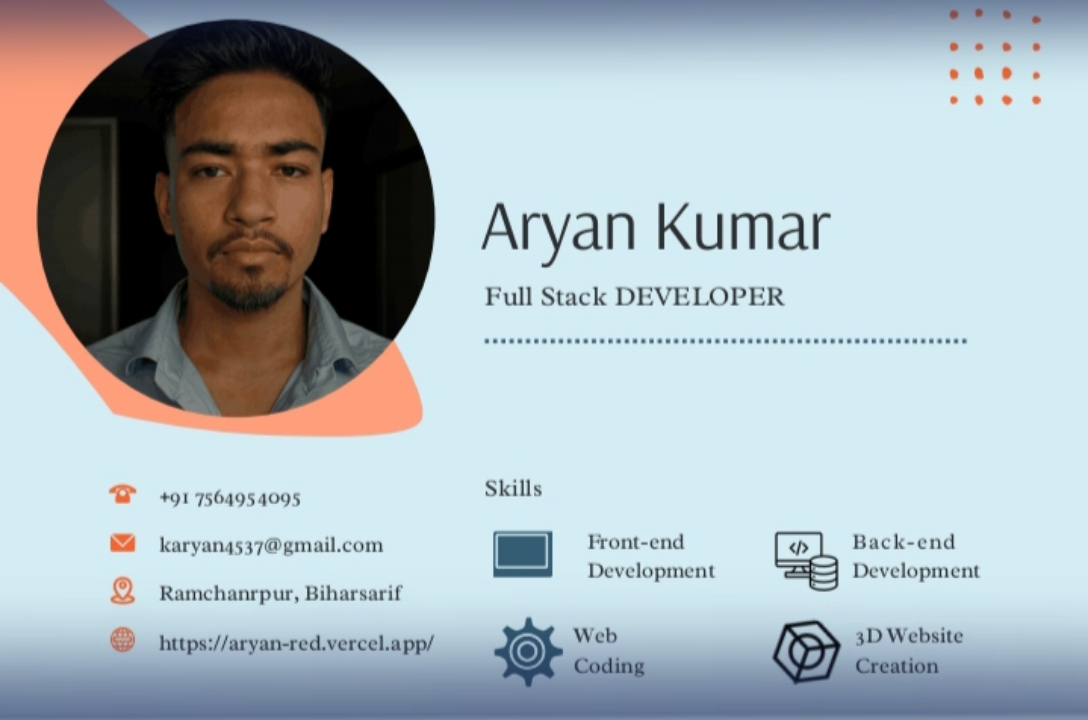 Aryan Kumar
Full Stack DEVELOPER
+91 7564954095
karyan4537@gmail.com
Ramchanrpur, Biharsarif
https://aryan-red.vercel.app/
Skills
Front-end
Development
Back-end
Development
Web
Coding
3D Website
Creation